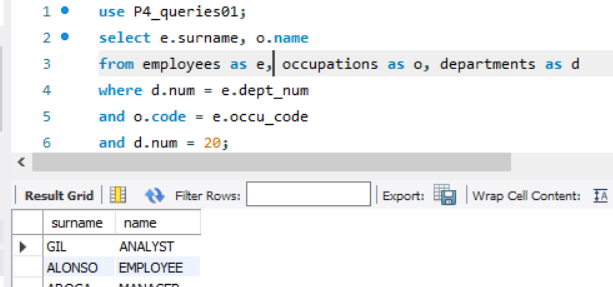 1 use P4_queries01;
2 select e.surname, o.name
3 from employees as e, occupations as o, departments as d
4 where d.num = e.dept_num
5 and o.code = e.occu_code
6 and d.num = 20;
Result Grid Filter Rows: Export: Wrap Cell Content: IA
surname name
GIL ANALYST
ALONSO EMPLOYEE